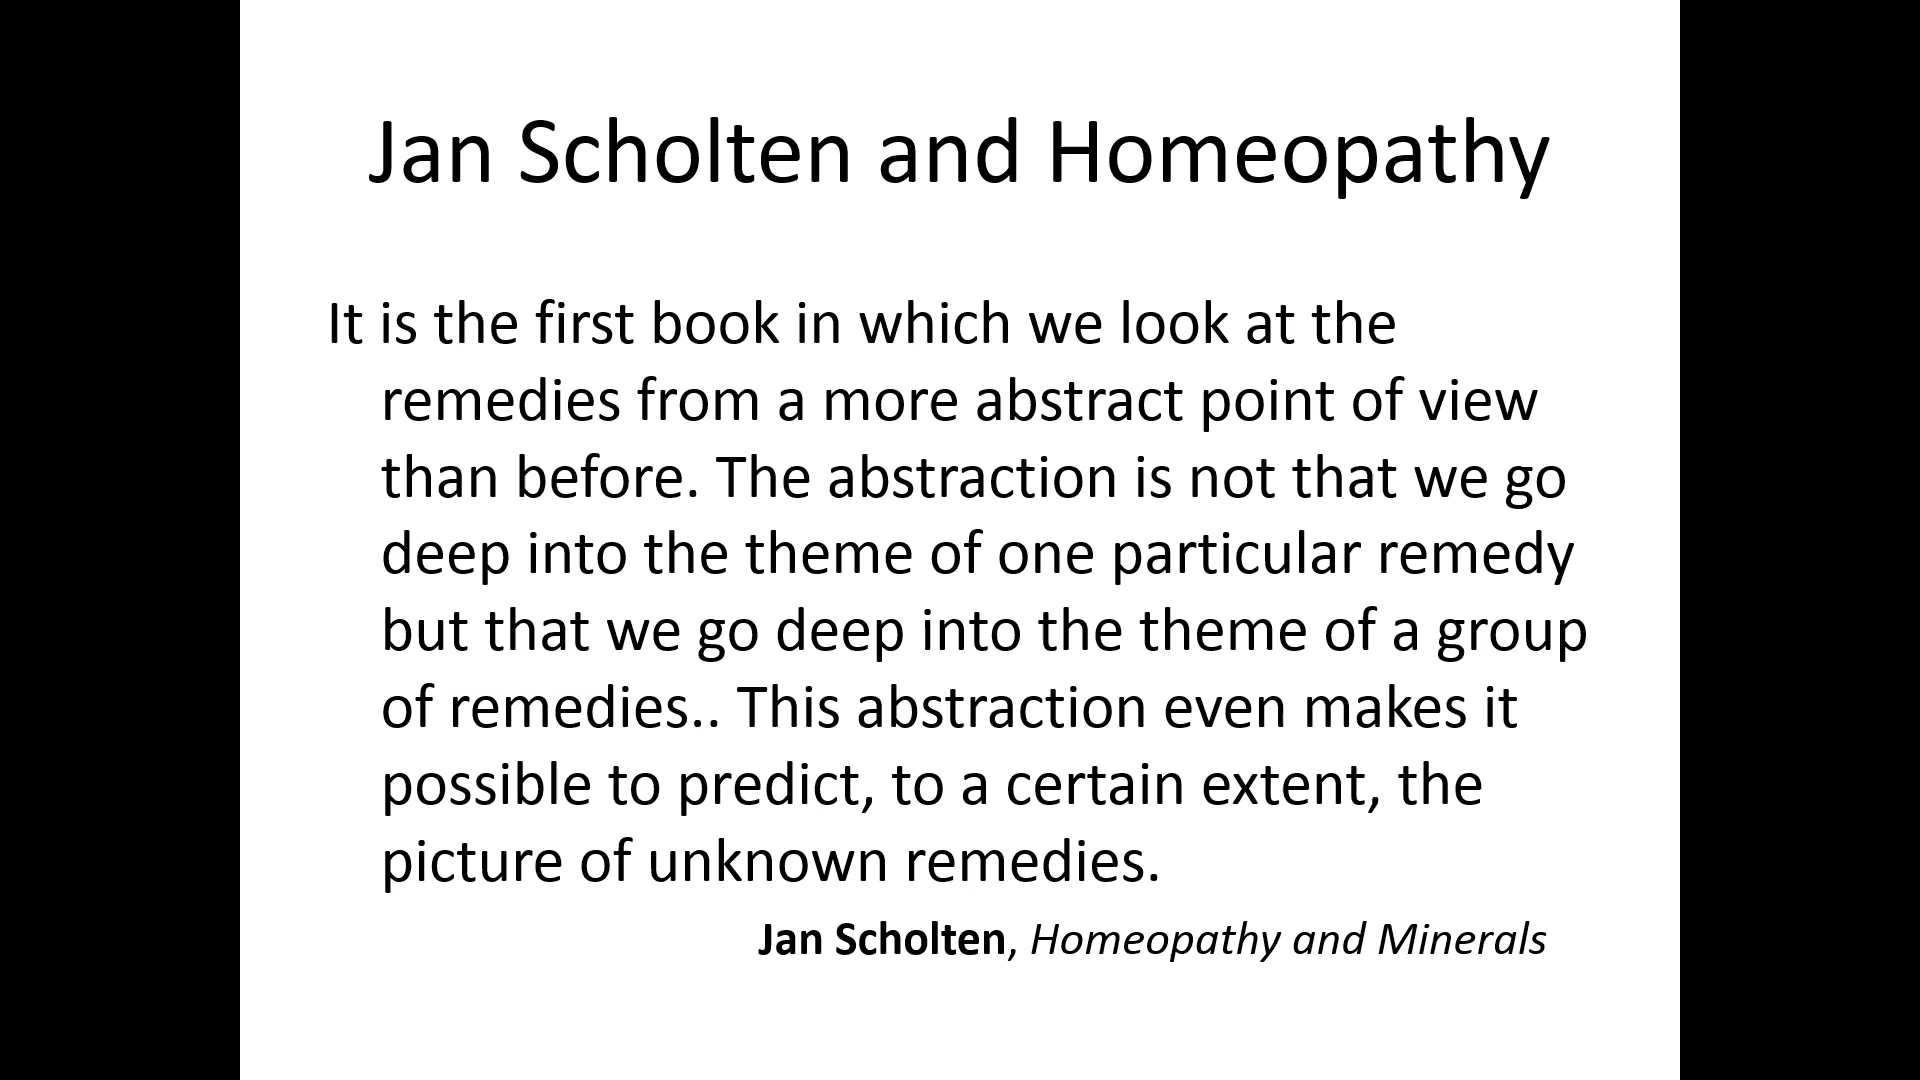 Jan Scholten and Homeopathy
It is the first book in which we look at the
remedies from a more abstract point of view
than before. The abstraction is not that we go
deep into the theme of one particular remedy
but that we go deep into the theme of a group
of remedies.. This abstraction even makes it
possible to predict, to a certain extent, the
picture of unknown remedies.
Jan Scholten, Homeopathy and Minerals